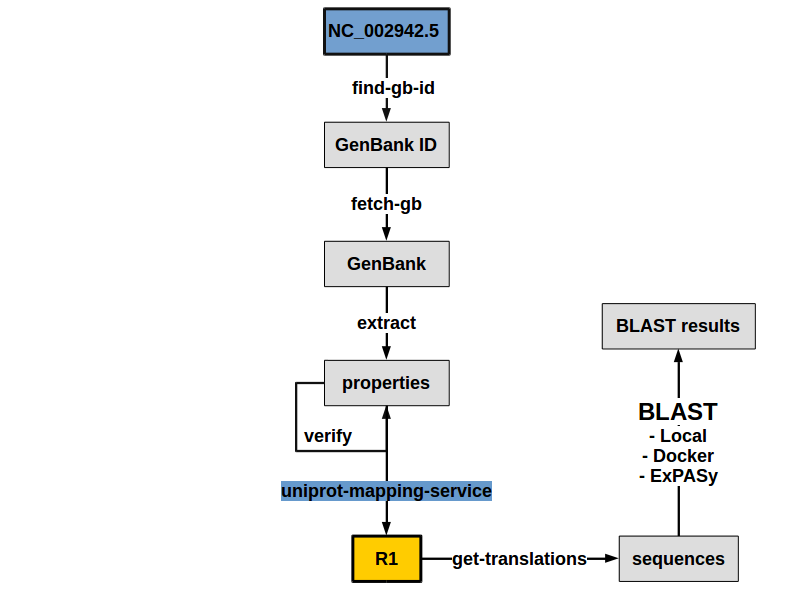 NC_002942.5
find-gb-id
GenBank ID
fetch-gb
GenBank
extract
BLAST results
properties
verify
BLAST
- Local
- Docker
- ExPASy
uniprot-mapping-service
R1
get-translations
sequences